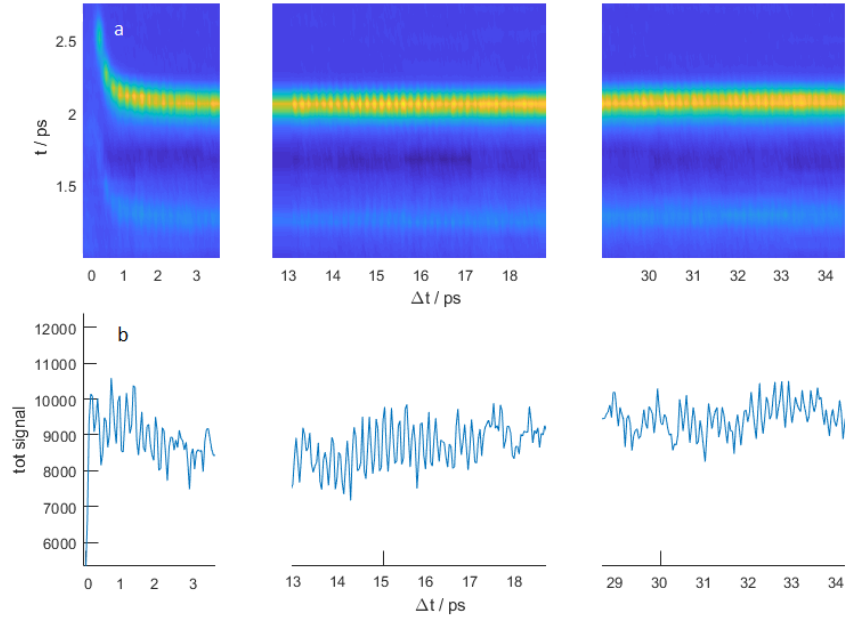 a
2.5
2
1.5
t / ps
0 1 2 3 13 14 15 16 17 18 30 31 32 33 34
Δt / ps
b
12000
11000
10000
9000
8000
7000
6000
tot signal
0 1 2 3 13 14 15 16 17 18 29 30 31 32 33 34
Δt / ps